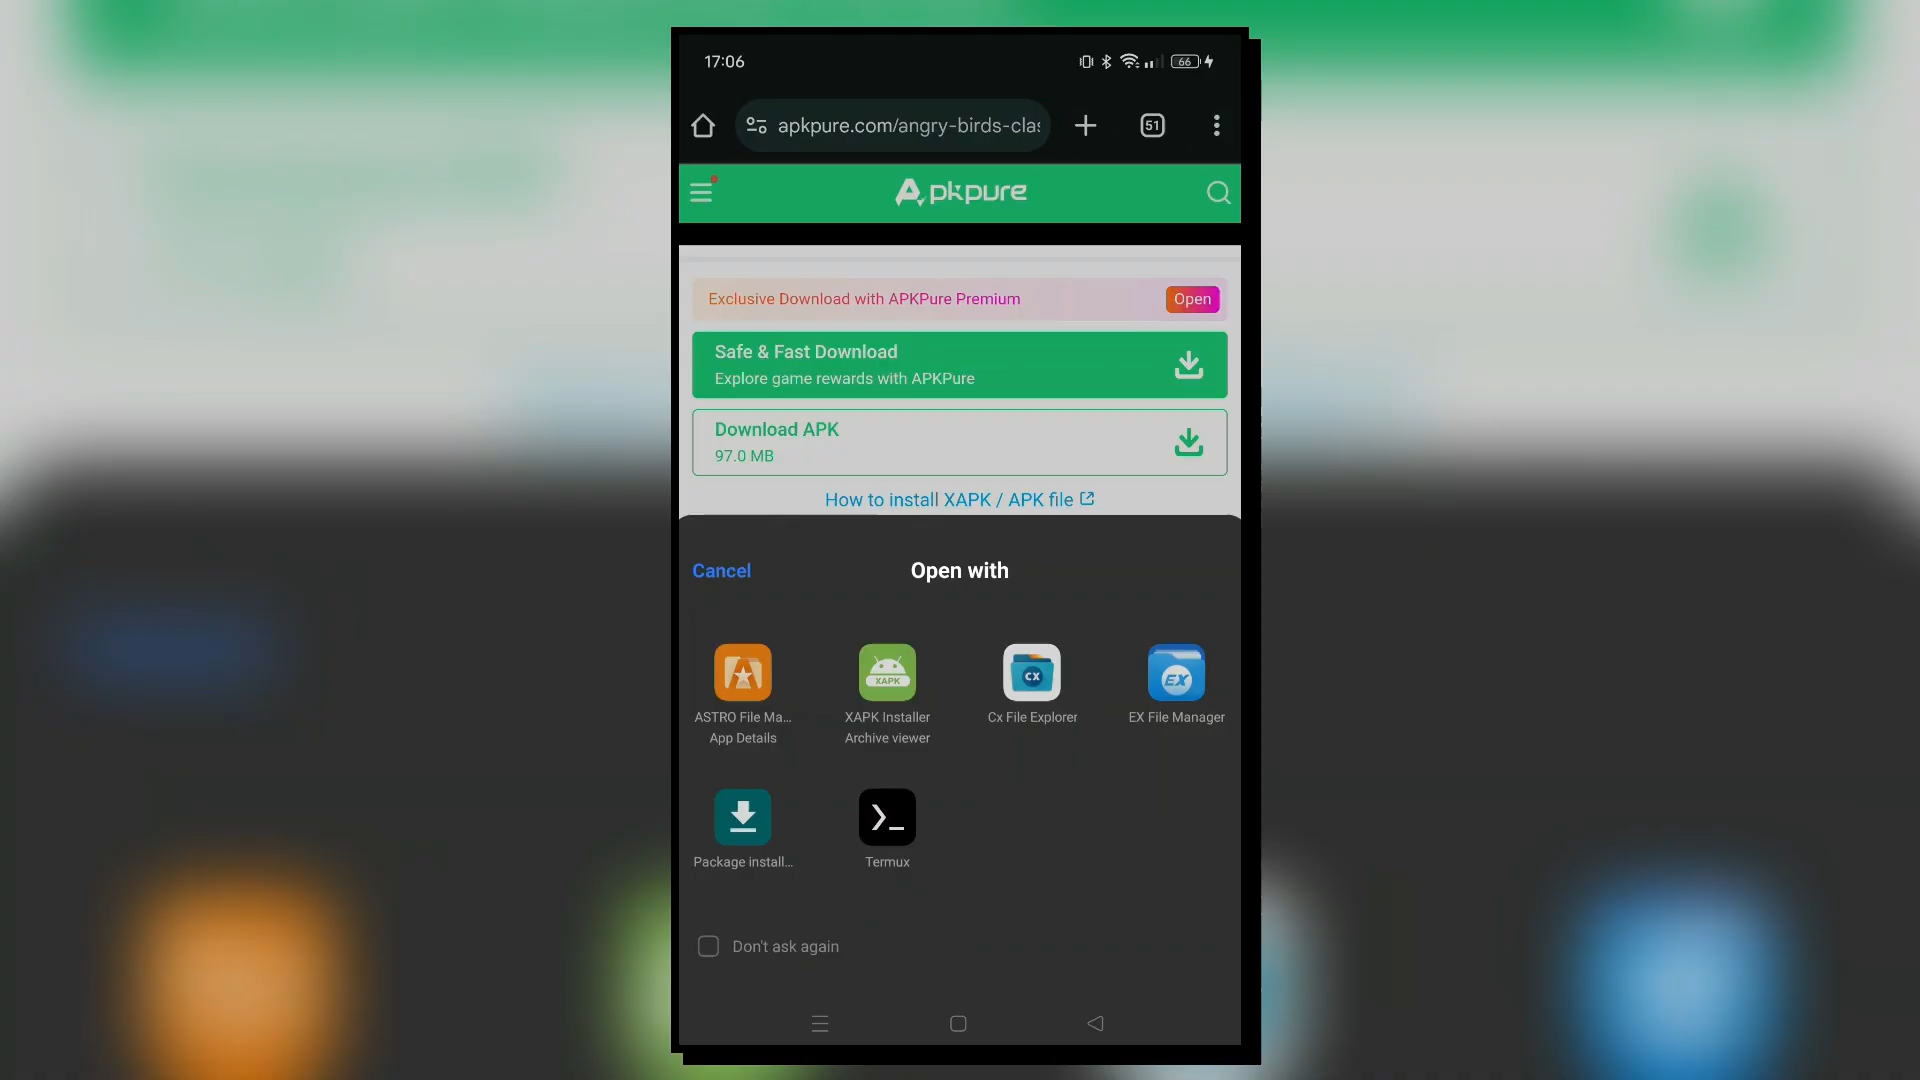 17:06
66
apkpure.com/angry-birds-clas
51
Apkpure
Exclusive Download with APKPure Premium
Open
Safe & Fast Download
Explore game rewards with APKPure
Download APK
97.0 MB
How to install XAPK / APK file
Cancel
Open with
XAPK
CX
EX
ASTRO File Ma...
XAPK Installer
Cx File Explorer
EX File Manager
App Details
Archive viewer
Package install...
Termux
Don't ask again